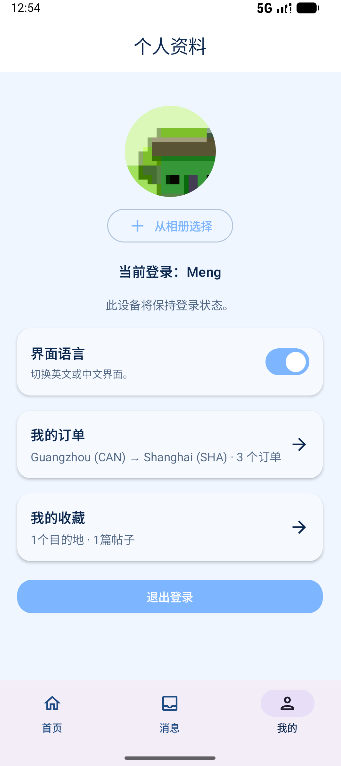 12:54
5G
个人资料
从相册选择
当前登录：Meng
此设备将保持登录状态。
界面语言
切换英文或中文界面。
我的订单
Guangzhou (CAN) → Shanghai (SHA) · 3 个订单
我的收藏
1个目的地 · 1篇帖子
退出登录
首页
消息
我的